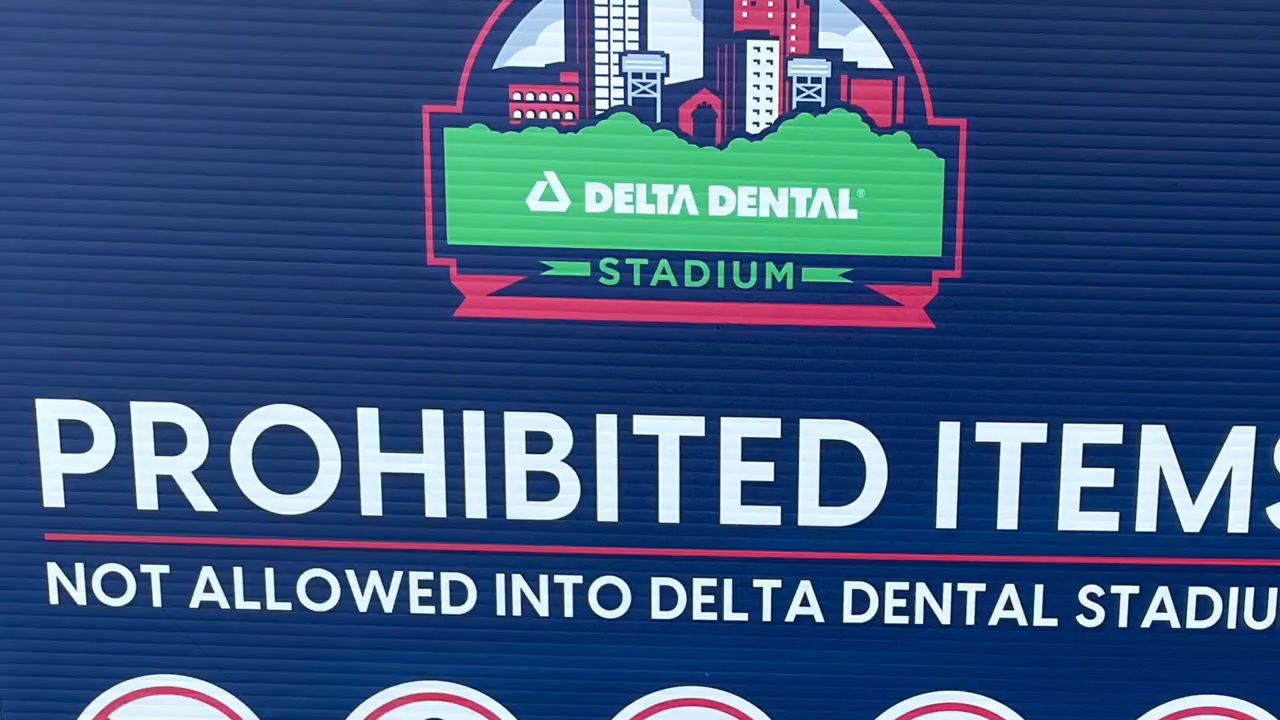 DELTA DENTAL®
STADIUM
PROHIBITED ITEMS
NOT ALLOWED INTO DELTA DENTAL STADIU